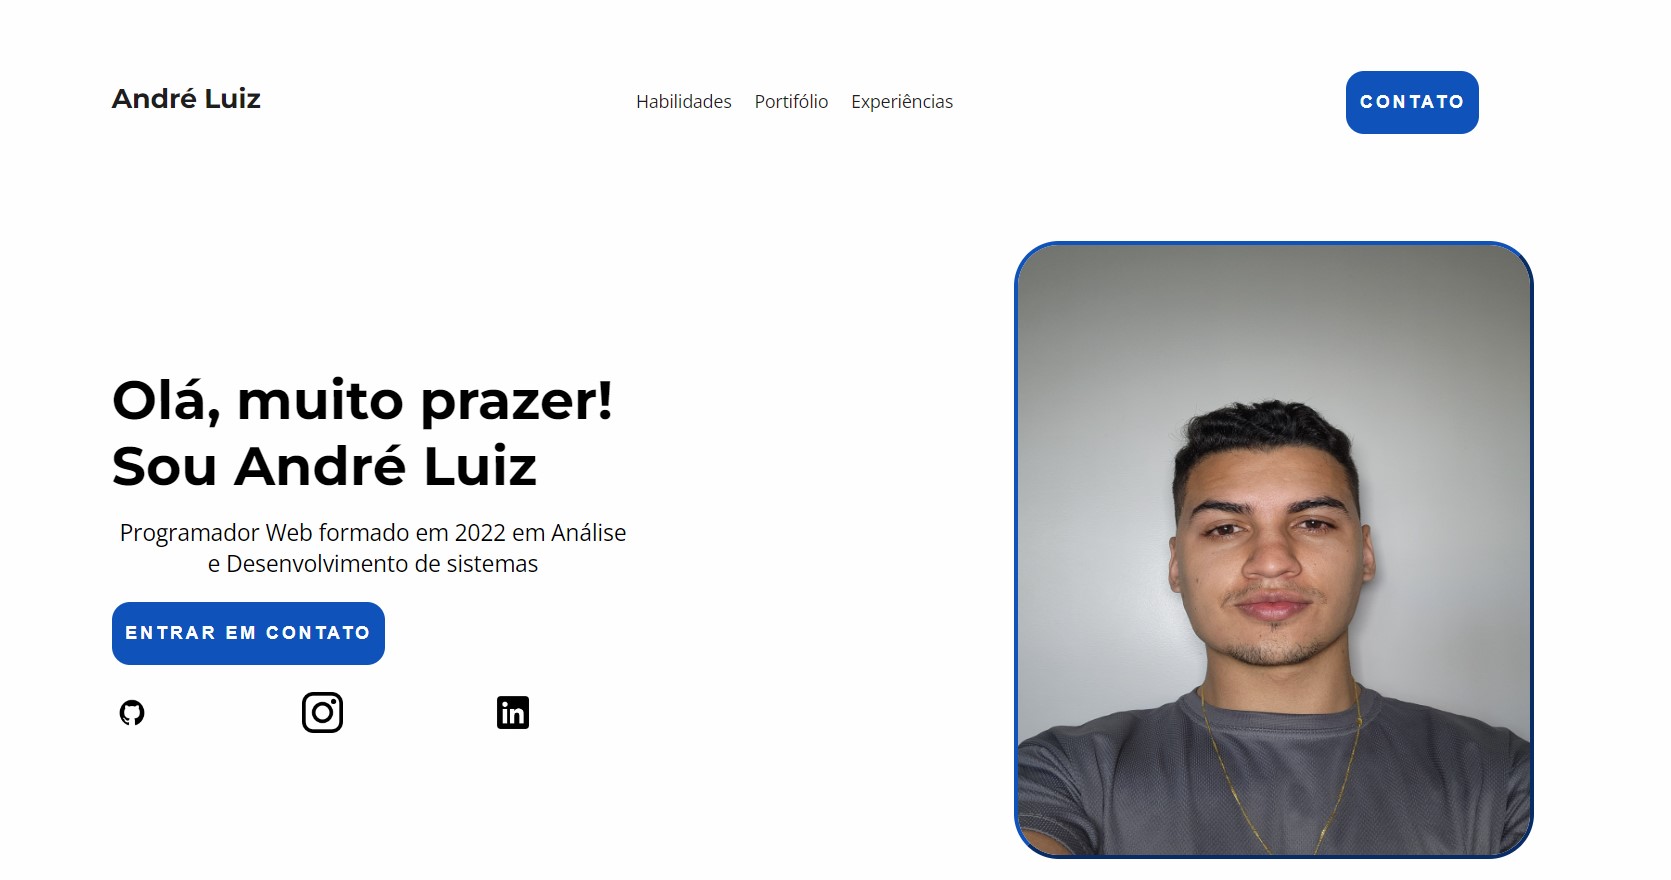 André Luiz
Habilidades Portifólio Experiências
CONTATO
Olá, muito prazer!
Sou André Luiz
Programador Web formado em 2022 em Análise
e Desenvolvimento de sistemas
ENTRAR EM CONTATO
in